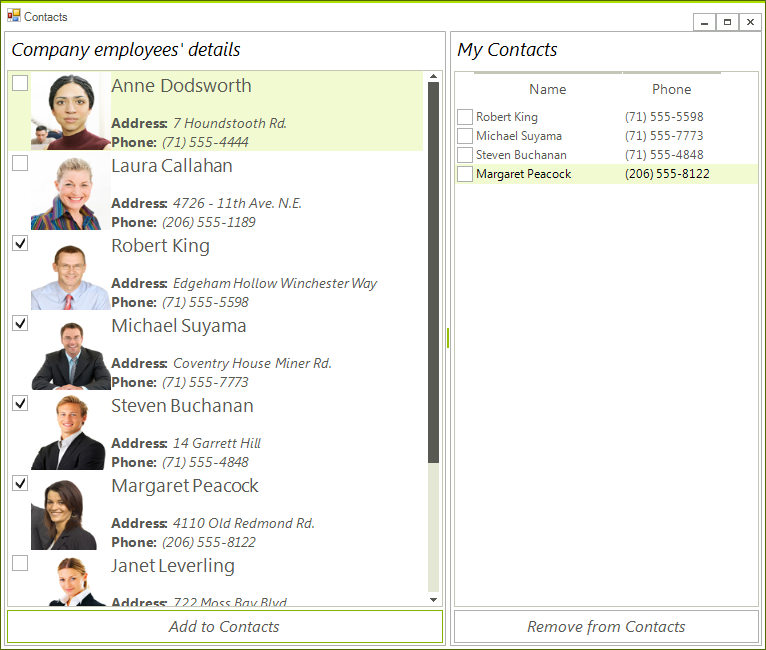 Contacts
Company employees' details
Anne Dodsworth
Address: 7 Houndstooth Rd.
Phone: (71) 555-4444
Laura Callahan
Address: 4726 - 11th Ave. N.E.
Phone: (206) 555-1189
Robert King
Address: Edgeham Hollow Winchester Way
Phone: (71) 555-5598
Michael Suyama
Address: Coventry House Miner Rd.
Phone: (71) 555-7773
Steven Buchanan
Address: 14 Garrett Hill
Phone: (71) 555-4848
Margaret Peacock
Address: 4110 Old Redmond Rd.
Phone: (206) 555-8122
Janet Leverling
Address: 722 Moss Bay Blvd.
Add to Contacts
My Contacts
Name Phone
Robert King (71) 555-5598
Michael Suyama (71) 555-7773
Steven Buchanan (71) 555-4848
Margaret Peacock (206) 555-8122
Remove from Contacts